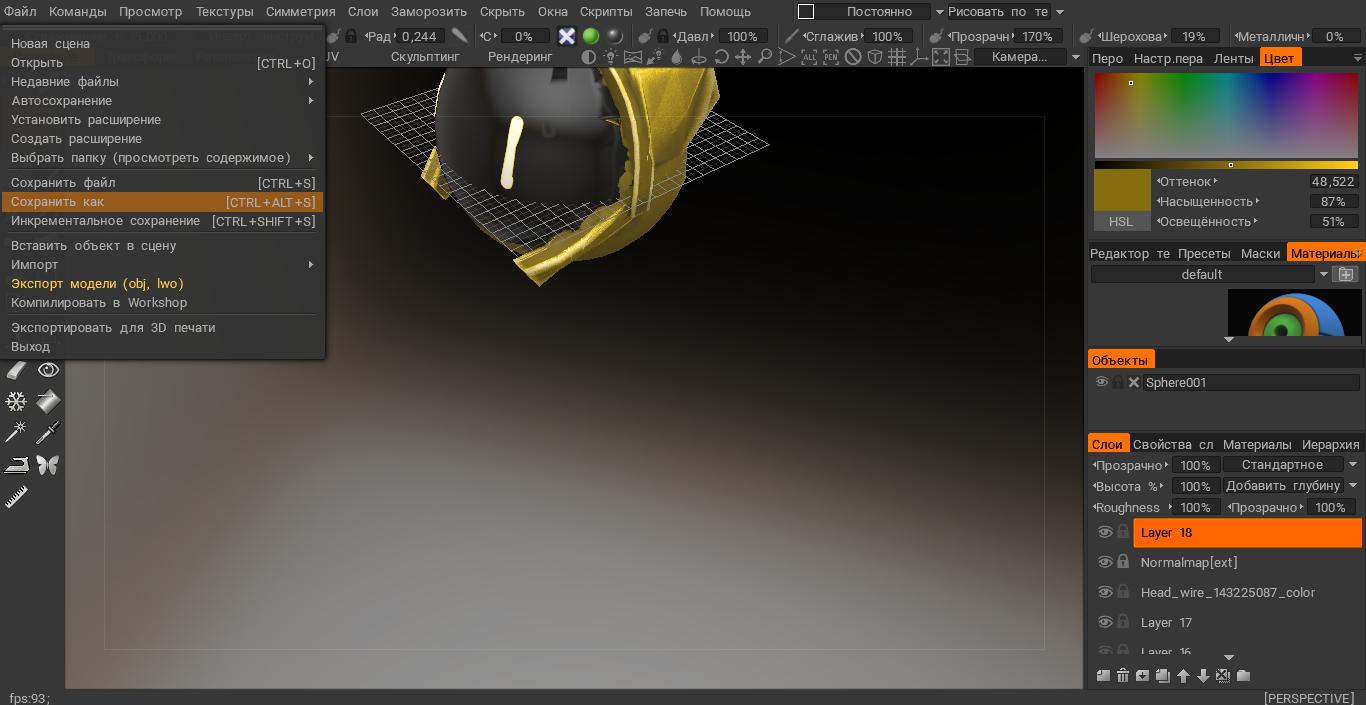 Файл Команды Просмотр Текстуры Симметрия Слои Заморозить Скрыть Окна Скрипты Запечь Помощь Постоянно Рисовать по те
Рад 0,244 С 0% Давл 100% Сглажив 100% Прозрачн 170% Шерохова 19% Металличн 0%
UV Скульптинг Рендеринг ALL PEN Камера...
Новая сцена
Открыть [CTRL+O]
Недавние файлы
Автосохранение
Установить расширение
Создать расширение
Выбрать папку (просмотреть содержимое)
Сохранить файл [CTRL+S]
Сохранить как [CTRL+ALT+S]
Инкрементальное сохранение [CTRL+SHIFT+S]
Вставить объект в сцену
Импорт
Экспорт модели (obj, lwo)
Компилировать в Workshop
Экспортировать для 3D печати
Выход
Перо Настр.пера Ленты Цвет
Оттенок 48,522
Насыщенность 87%
HSL Освещённость 51%
Редактор те Пресеты Маски Материалы
default
Объекты
Sphere001
Слои Свойства сл Материалы Иерархия
Прозрачно 100% Стандартное
Высота % 100% Добавить глубину
Roughness 100% Прозрачно 100%
Layer 18
Normalmap[ext]
Head_wire_143225087_color
Layer 17
Layer 16
fps:93; [PERSPECTIVE]